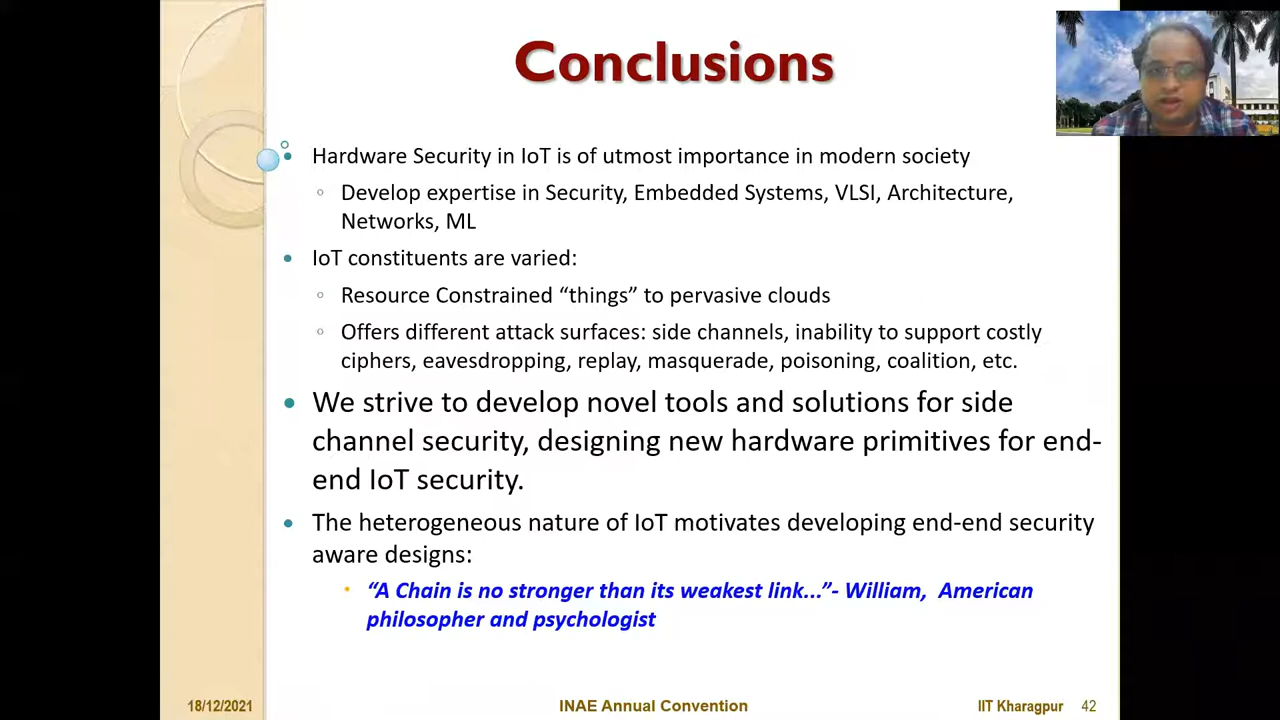 Conclusions
Hardware Security in IoT is of utmost importance in modern society
Develop expertise in Security, Embedded Systems, VLSI, Architecture,
Networks, ML
IoT constituents are varied:
Resource Constrained “things” to pervasive clouds
Offers different attack surfaces: side channels, inability to support costly
ciphers, eavesdropping, replay, masquerade, poisoning, coalition, etc.
We strive to develop novel tools and solutions for side
channel security, designing new hardware primitives for end-
end IoT security.
The heterogeneous nature of IoT motivates developing end-end security
aware designs:
“A Chain is no stronger than its weakest link...”- William, American
philosopher and psychologist
18/12/2021 INAE Annual Convention IIT Kharagpur 42